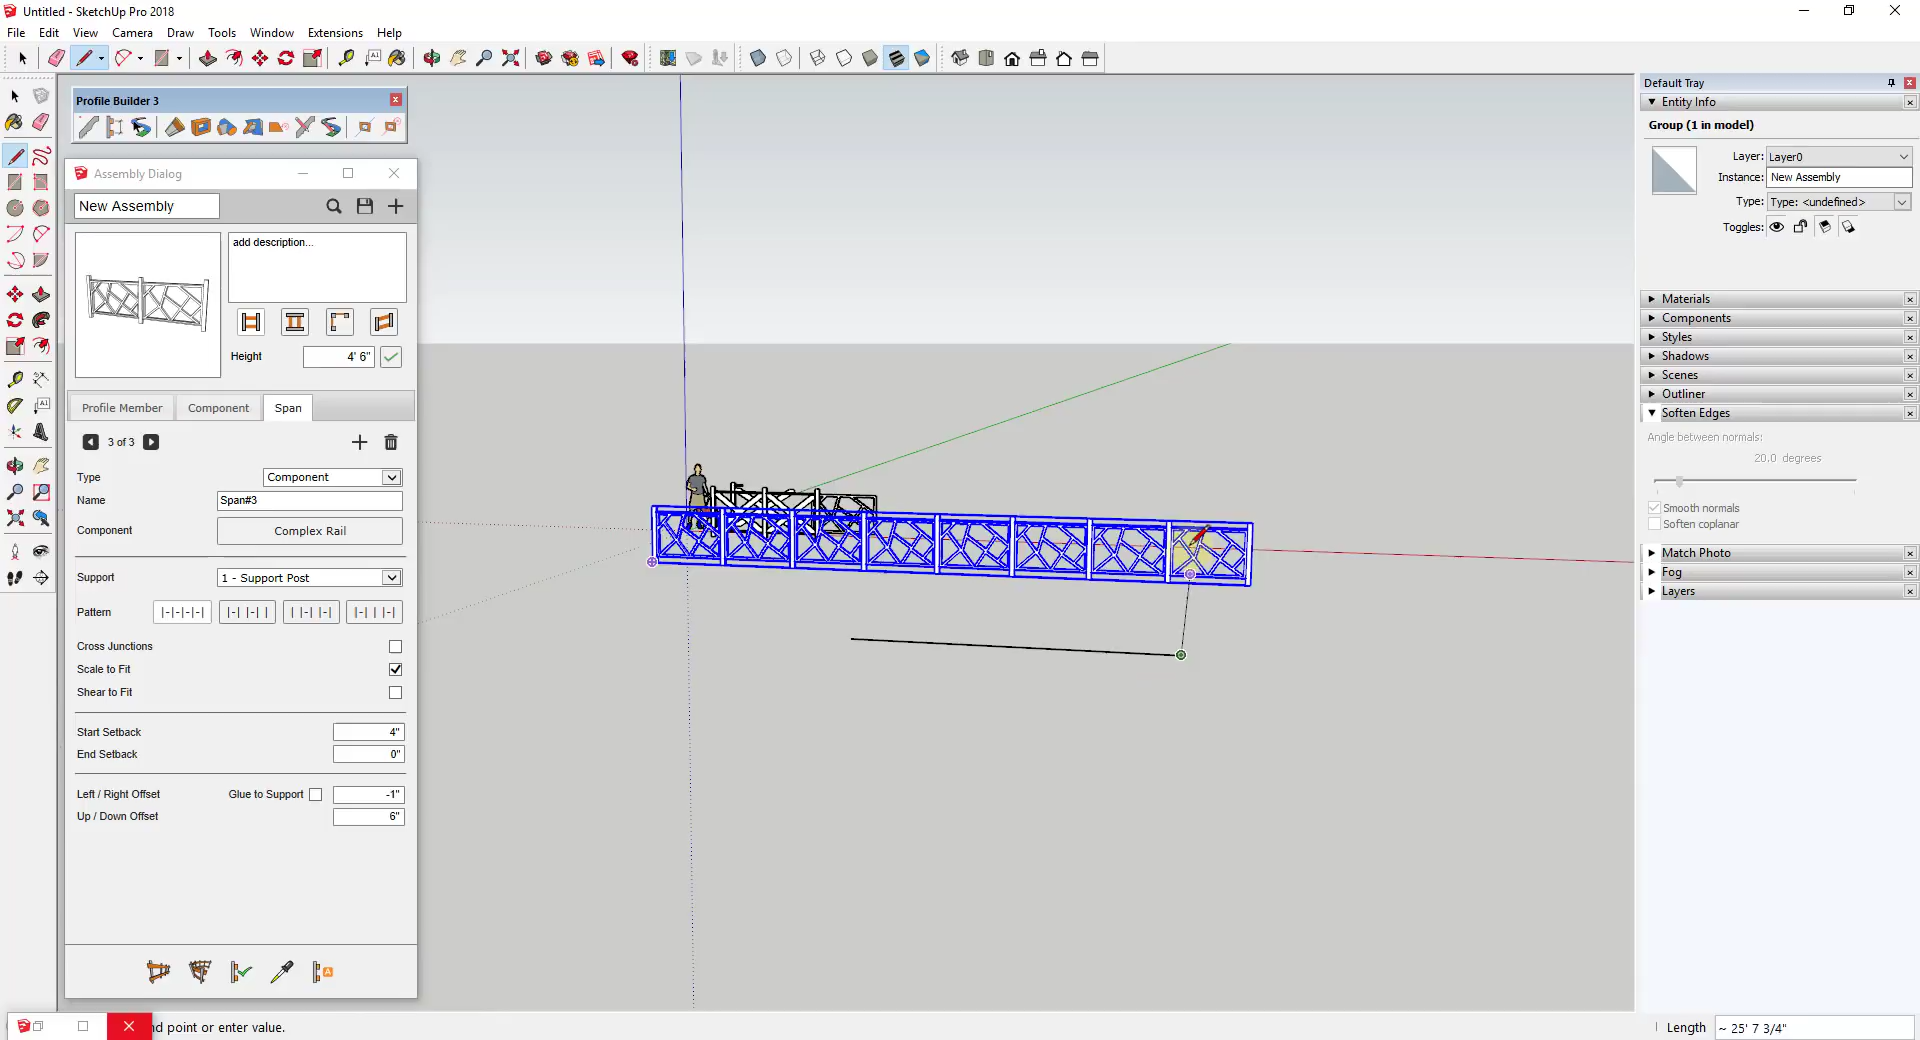 Untitled - SketchUp Pro 2018
File Edit View Camera Draw Tools Window Extensions Help
Profile Builder 3
Assembly Dialog
New Assembly
add description...
Height 4' 6"
Profile Member Component Span
3 of 3
Type Component
Name Span#3
Component Complex Rail
Support 1 - Support Post
Pattern |-|-|-|-| |-| |-| | | |-| |-| |-| | |-|
Cross Junctions
Scale to Fit
Shear to Fit
Start Setback 4"
End Setback 0"
Left / Right Offset Glue to Support -1"
Up / Down Offset 6"
Default Tray
Entity Info
Group (1 in model)
Layer: Layer0
Instance: New Assembly
Type: Type: <undefined>
Toggles:
Materials
Components
Styles
Shadows
Scenes
Outliner
Soften Edges
Angle between normals:
20.0 degrees
Smooth normals
Soften coplanar
Match Photo
Fog
Layers
nd point or enter value.
Length ~ 25' 7 3/4"